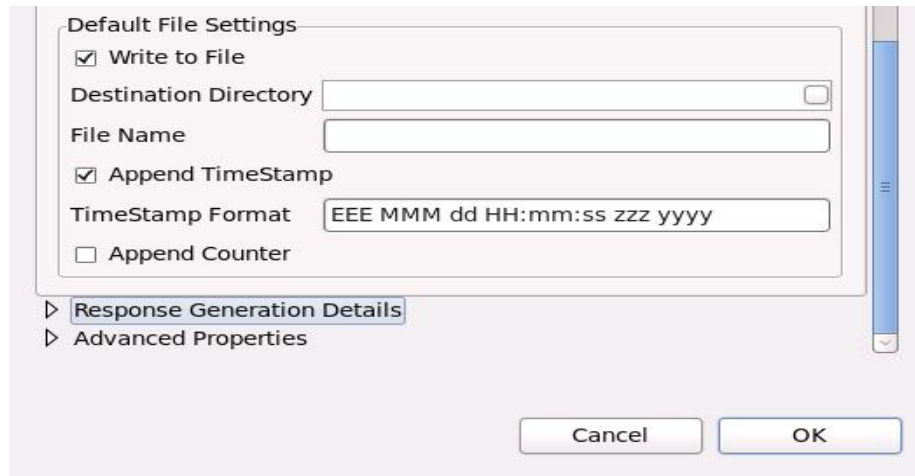 Default File Settings
Write to File
Destination Directory
File Name
Append TimeStamp
TimeStamp Format EEE MMM dd HH:mm:ss zzz yyyy
Append Counter
Response Generation Details
Advanced Properties
Cancel OK